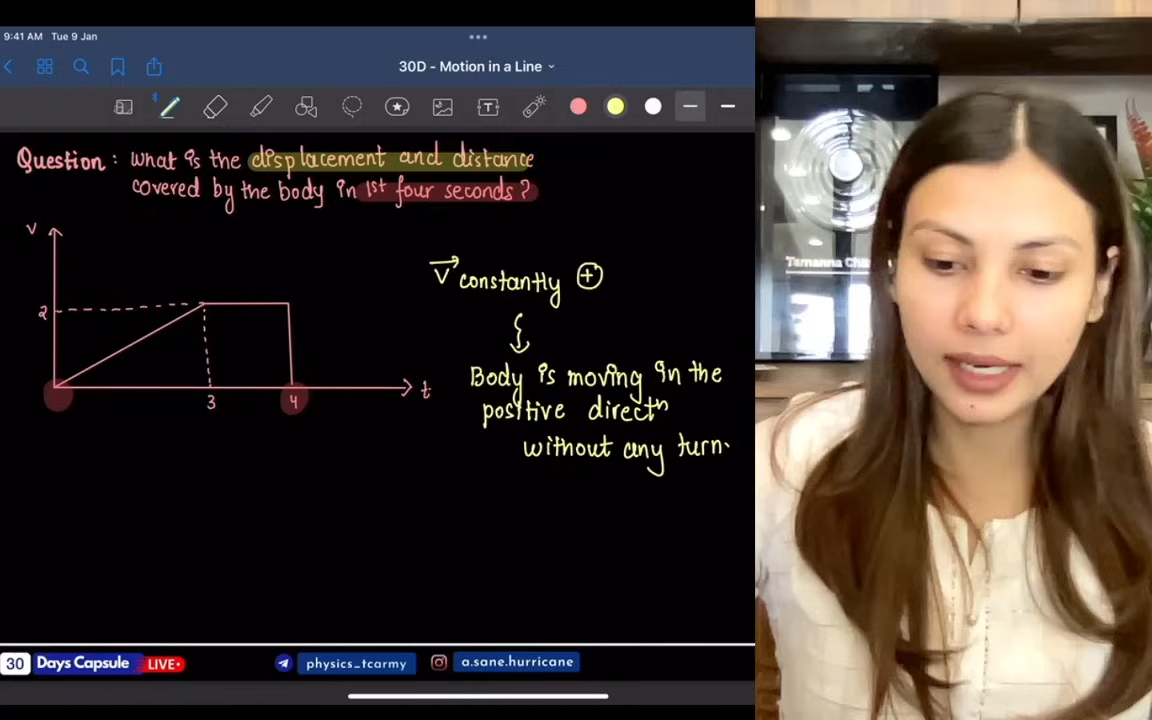 9:41 AM Tue 9 Jan
30D - Motion in a Line
Question: What is the displacement and distance
covered by the body in 1st four seconds?
v
2
3
4
t
V constantly +
Body is moving in the
positive directn
without any turn.
30 Days Capsule LIVE
physics_tcarmy
a.sane.hurricane